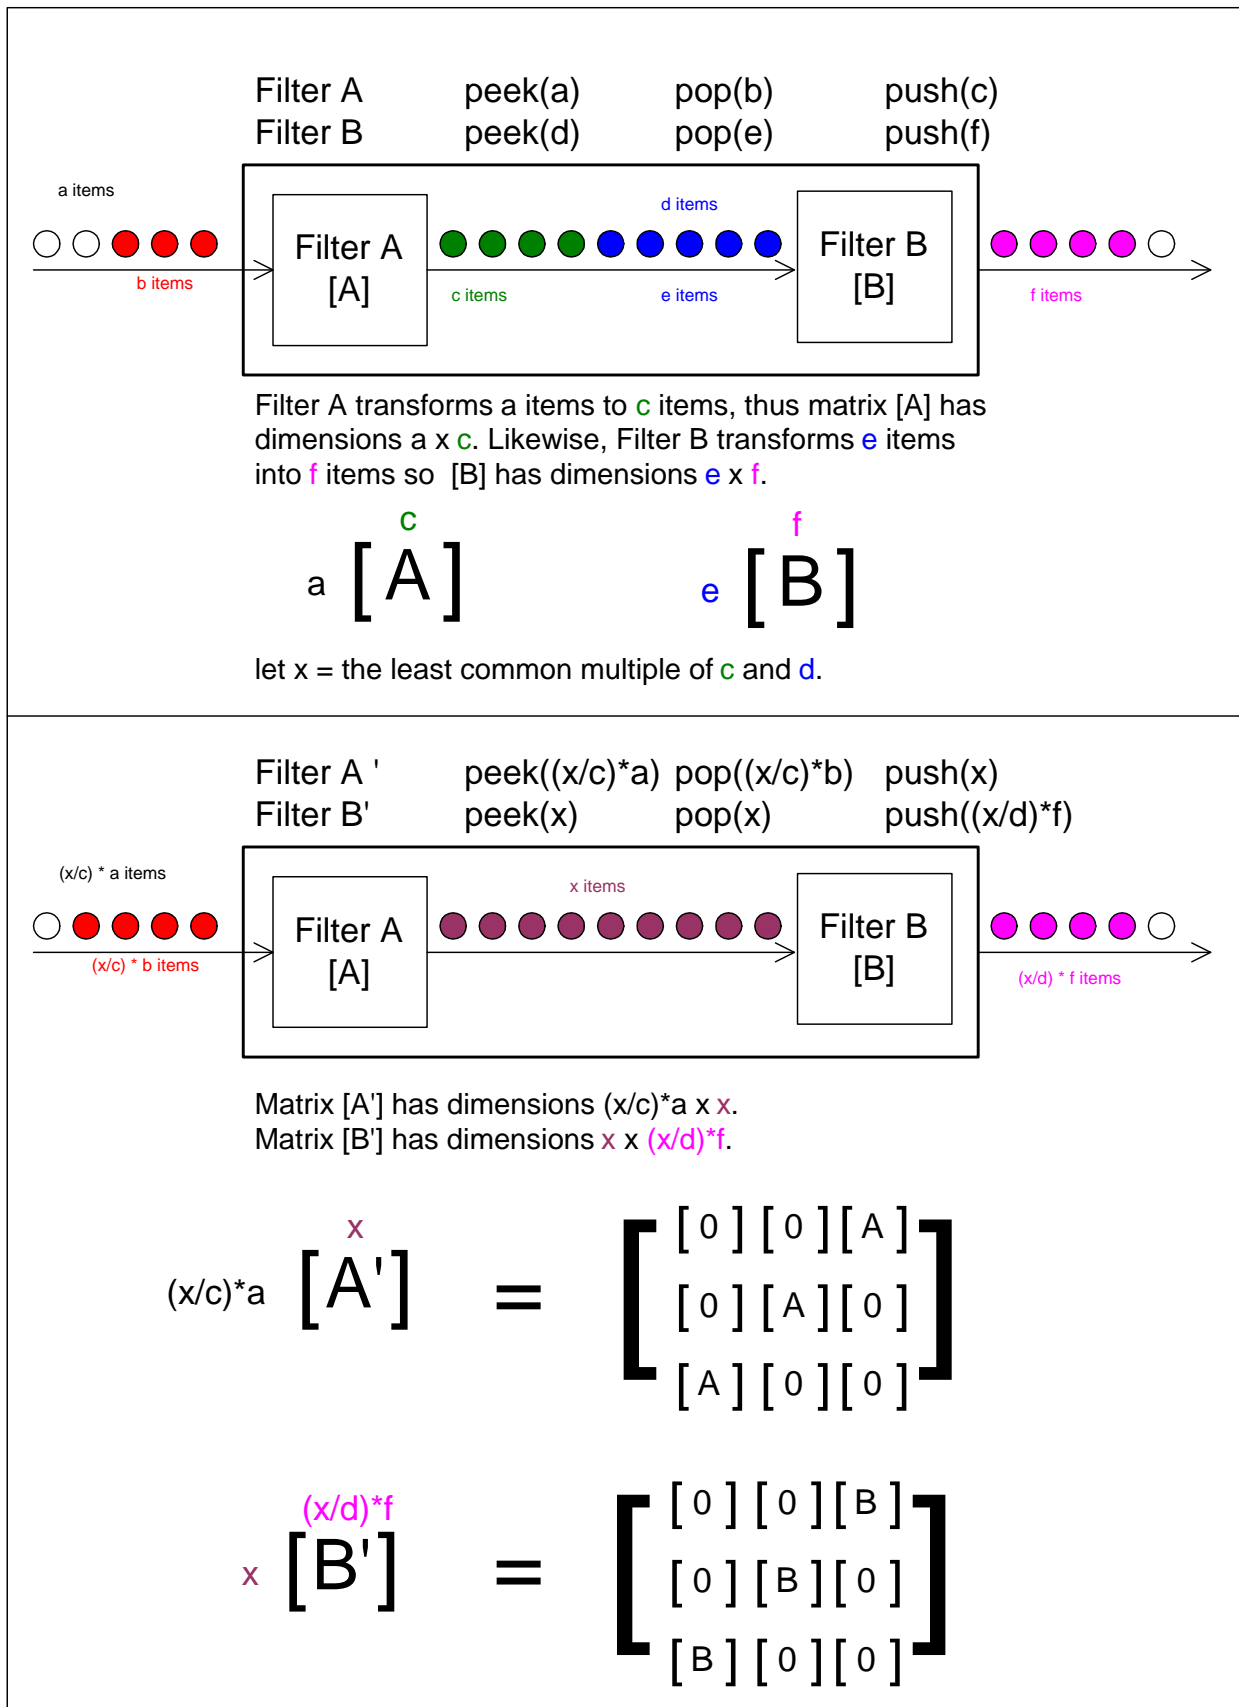 Filter A peek(a) pop(b) push(c)
Filter B peek(d) pop(e) push(f)
a items
d items
Filter A
[A]
Filter B
[B]
b items
c items
e items
f items
Filter A transforms a items to c items, thus matrix [A] has
dimensions a x c. Likewise, Filter B transforms e items
into f items so [B] has dimensions e x f.
c
a [A]
f
e [B]
let x = the least common multiple of c and d.
Filter A ' peek((x/c)*a) pop((x/c)*b) push(x)
Filter B' peek(x) pop(x) push((x/d)*f)
(x/c) * a items
x items
Filter A
[A]
Filter B
[B]
(x/c) * b items
(x/d) * f items
Matrix [A'] has dimensions (x/c)*a x x.
Matrix [B'] has dimensions x x (x/d)*f.
x
(x/c)*a [A'] = [
[0] [0] [A]
[0] [A] [0]
[A] [0] [0]
]
(x/d)*f
x [B'] = [
[0] [0] [B]
[0] [B] [0]
[B] [0] [0]
]